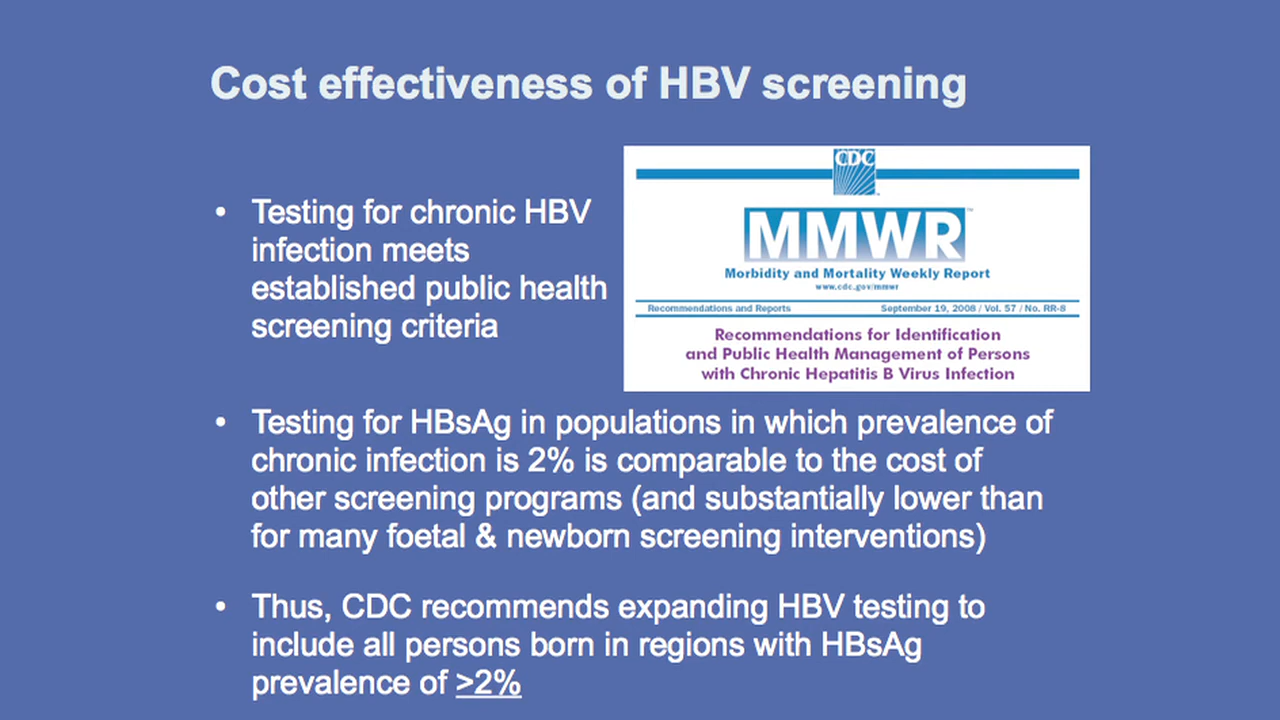 Cost effectiveness of HBV screening
• Testing for chronic HBV
infection meets
established public health
screening criteria
CDC
MMWR™
Morbidity and Mortality Weekly Report
www.cdc.gov/mmwr
Recommendations and Reports September 19, 2008 / Vol. 57 / No. RR-8
Recommendations for Identification
and Public Health Management of Persons
with Chronic Hepatitis B Virus Infection
• Testing for HBsAg in populations in which prevalence of
chronic infection is 2% is comparable to the cost of
other screening programs (and substantially lower than
for many foetal & newborn screening interventions)
• Thus, CDC recommends expanding HBV testing to
include all persons born in regions with HBsAg
prevalence of >2%